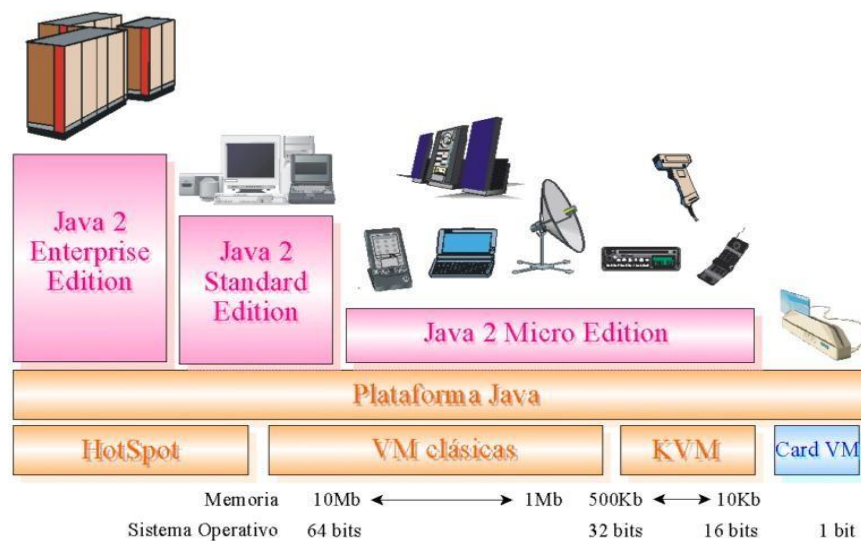 Java 2
Enterprise
Edition
Java 2
Standard
Edition
Java 2 Micro Edition
Plataforma Java
HotSpot
VM clásicas
KVM
Card VM
Memoria 10Mb 1Mb 500Kb 10Kb
Sistema Operativo 64 bits 32 bits 16 bits 1 bit